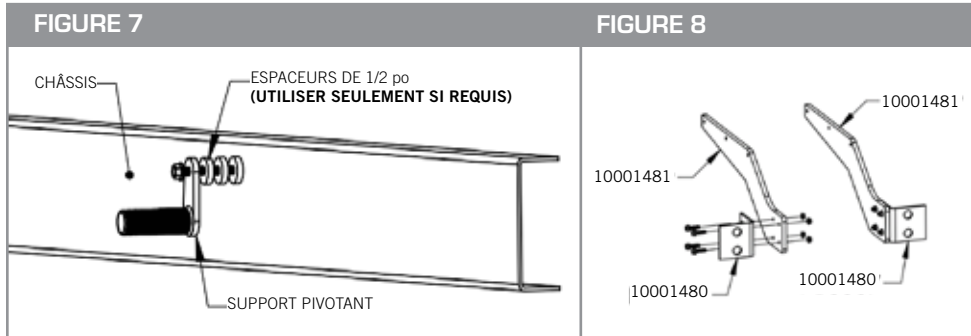 FIGURE 7
CHÂSSIS
ESPACEURS DE 1/2 po
(UTILISER SEULEMENT SI REQUIS)
SUPPORT PIVOTANT
FIGURE 8
10001481
10001481
10001480
10001480